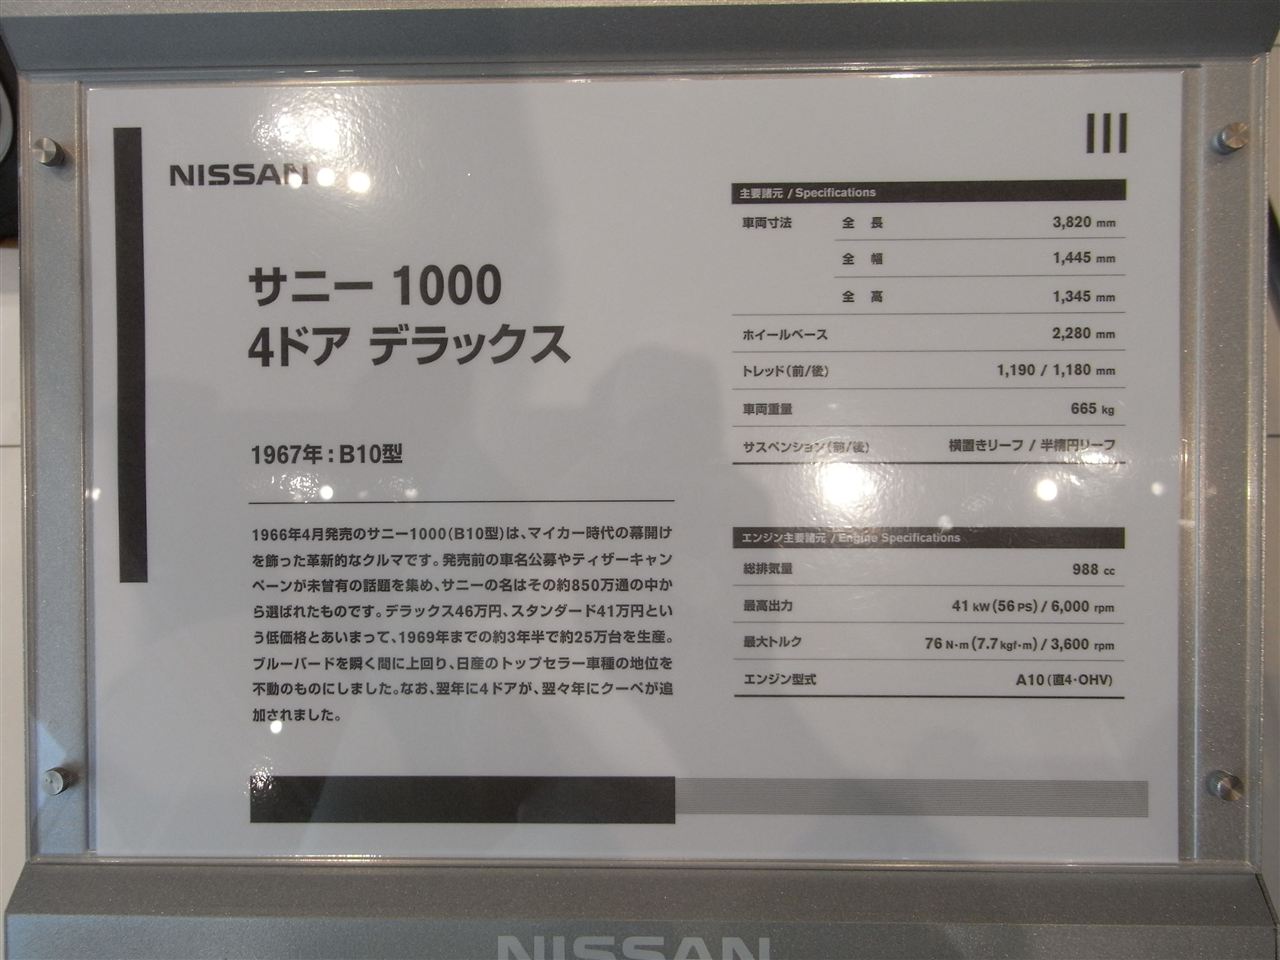 NISSAN
サニー 1000
4ドア デラックス
1967年：B10型
1966年4月発売のサニー1000（B10型）は、マイカー時代の幕開け
を飾った革新的なクルマです。発売前の車名公募やティザーキャン
ペーンが未曾有の話題を集め、サニーの名はその約850万通の中か
ら選ばれたものです。デラックス46万円、スタンダード41万円とい
う低価格とあいまって、1969年までの約3年半で約25万台を生産。
ブルーバードを瞬く間に上回り、日産のトップセラー車種の地位を
不動のものにしました。なお、翌年に4ドアが、翌々年にクーペが追
加されました。
主要諸元 / Specifications
車両寸法 全 長 3,820 mm
全 幅 1,445 mm
全 高 1,345 mm
ホイールベース 2,280 mm
トレッド（前/後） 1,190 / 1,180 mm
車両重量 665 kg
サスペンション（前/後） 横置きリーフ / 半楕円リーフ
エンジン主要諸元 / Engine Specifications
総排気量 988 cc
最高出力 41 kW（56 PS）/ 6,000 rpm
最大トルク 76 N・m（7.7 kgf・m）/ 3,600 rpm
エンジン型式 A10（直4・OHV）
NISSAN